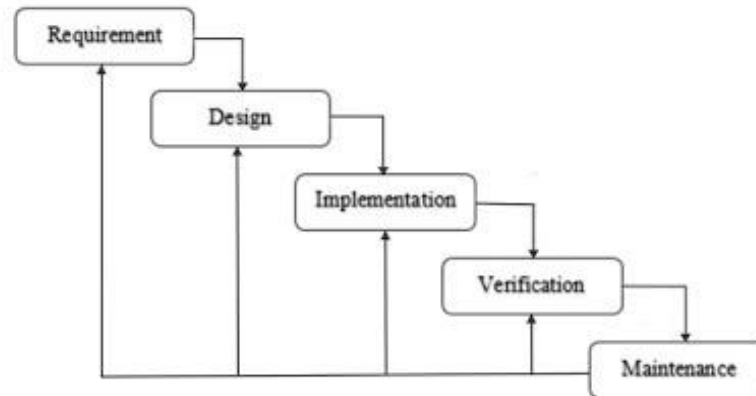 Requirement
Design
Implementation
Verification
Maintenance